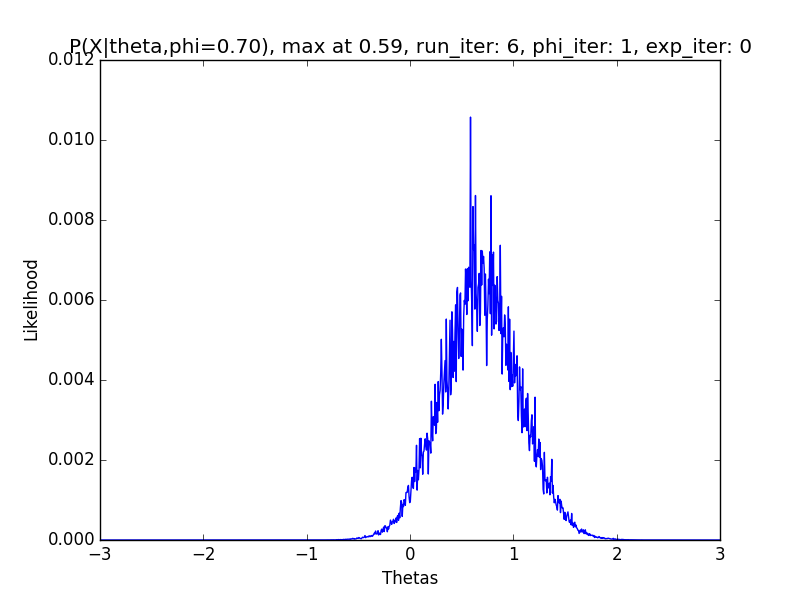 P(X|theta,phi=0.70), max at 0.59, run_iter: 6, phi_iter: 1, exp_iter: 0
0.012
0.010
0.008
0.006
0.004
0.002
0.000
Likelihood
−3 −2 −1 0 1 2 3
Thetas